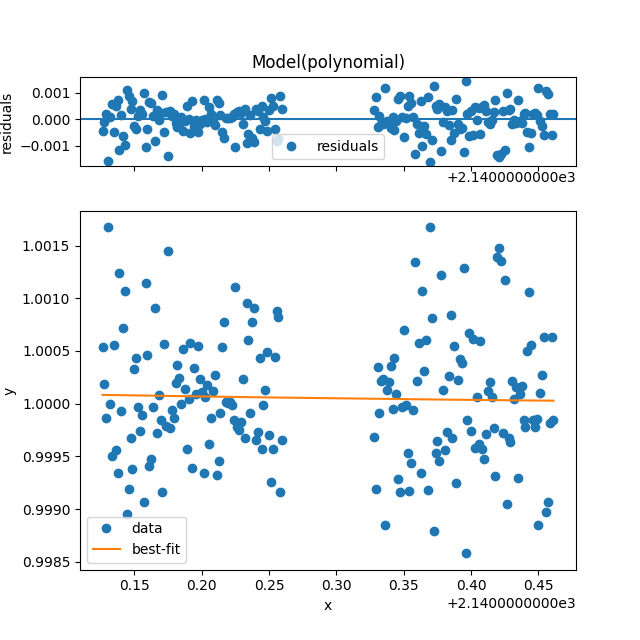 Model(polynomial)
residuals
0.001
0.000
−0.001
residuals
+2.1400000000e3
y
1.0015
1.0010
1.0005
1.0000
0.9995
0.9990
0.9985
data
best-fit
0.15 0.20 0.25 0.30 0.35 0.40 0.45
x
+2.1400000000e3